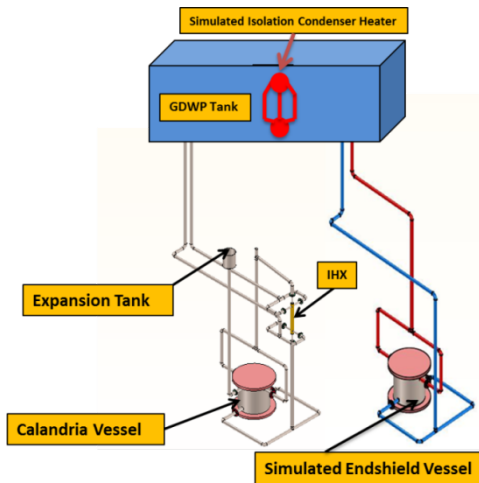 Simulated Isolation Condenser Heater
GDWP Tank
IHX
Expansion Tank
Calandria Vessel
Simulated Endshield Vessel